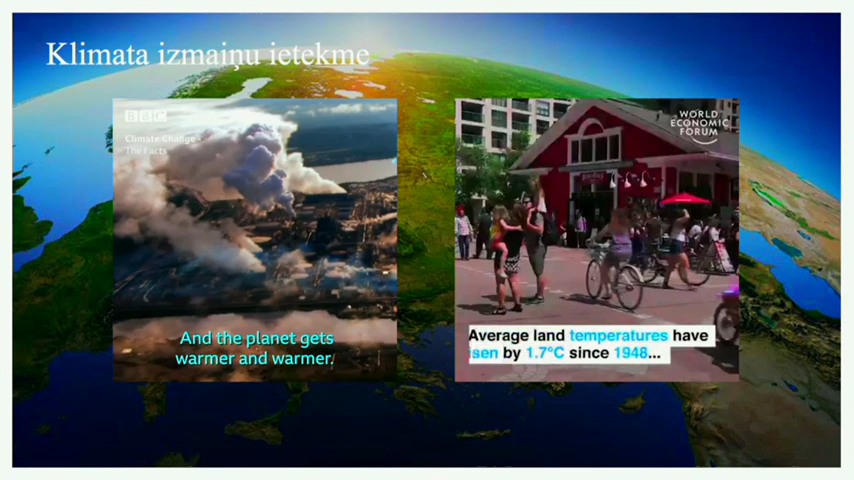 Klimata izmaiņu ietekme
BBC
Climate Change -
The Facts
And the planet gets
warmer and warmer.
WORLD
ECONOMIC
FORUM
Average land temperatures have
isen by 1.7°C since 1948...